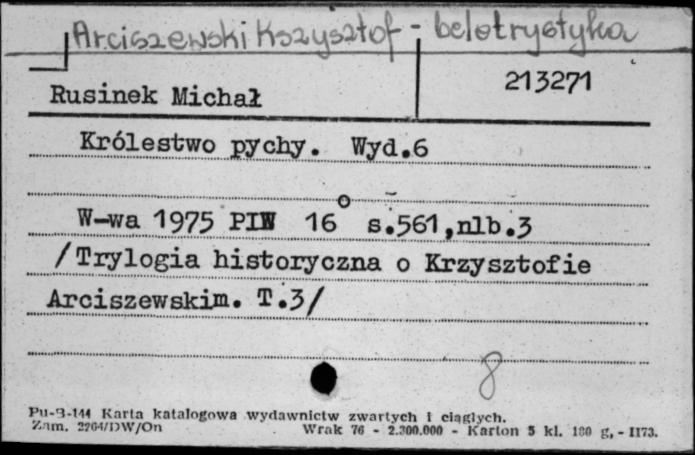 Arciszewski Krzysztof - beletrystyka
213271
Rusinek Michał
Królestwo pychy. Wyd.6
W-wa 1975 PIW 16° s.561,nlb.3
/Trylogia historyczna o Krzysztofie
Arciszewskim. T.3/
8
Pu-B-144 Karta katalogowa wydawnictw zwartych i ciągłych.
Zam. 2264/DW/On Wrak 76 - 2.300.000 - Karton 5 kl. 180 g, - II73.